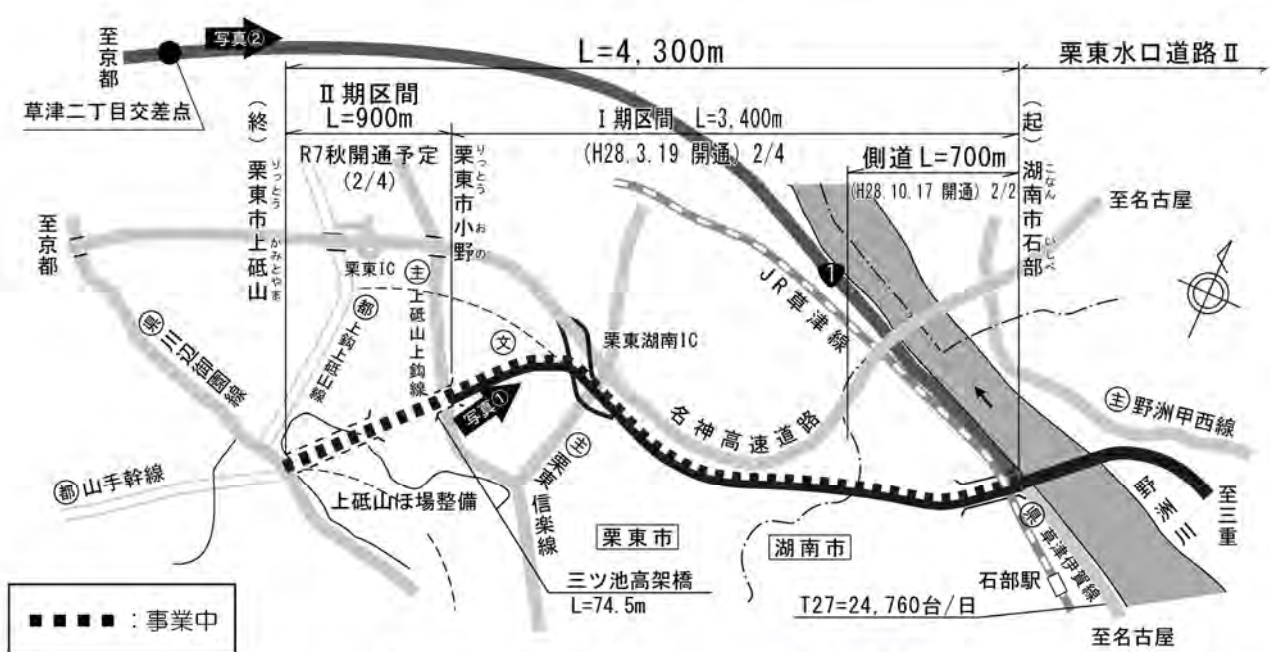 至京都
写真②
草津二丁目交差点
L=4,300m
栗東水口道路Ⅱ
Ⅱ期区間
L=900m
Ⅰ期区間 L=3,400m
(H28.3.19 開通) 2/4
R7秋開通予定
(2/4)
側道L=700m
(H28.10.17 開通) 2/2
(終)栗東市上砥山
りっとう かみとやま
栗東市小野
りっとう おの
(起)湖南市石部
こなん いしべ
至京都
至名古屋
栗東IC
主 上砥山上鈎線
都 上鈎上砥山線
県 川辺御園線
文
栗東湖南IC
1
JR草津線
名神高速道路
主 野洲甲西線
写真①
主 栗東信楽線
都 山手幹線
上砥山ほ場整備
栗東市
湖南市
三ツ池高架橋
L=74.5m
石部駅
県 草津伊賀線
T27=24,760台/日
至三重
至名古屋
:事業中